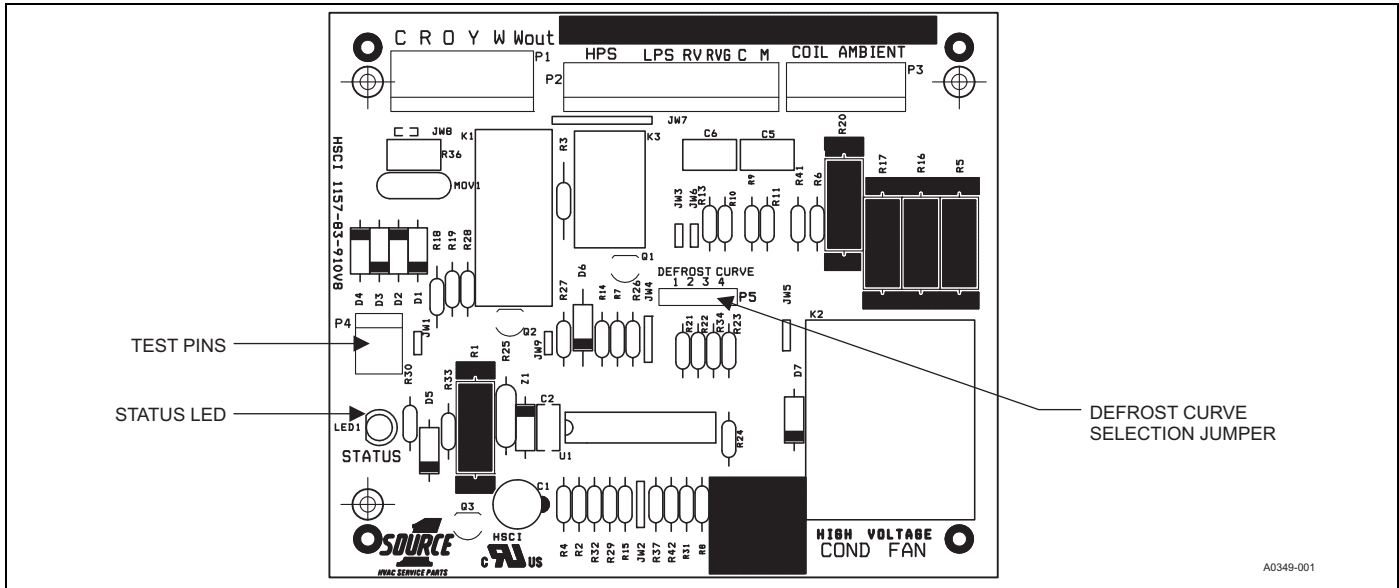 C R O Y W Wout
P1
HPS LPS RV RVG C M
P2
COIL AMBIENT
P3
JW7
JW8
R36
MOV1
K1
R3
K3
C6 C5
R20
R17 R16 R5
HSCI 1157-83-910VB
JW3 JW6 R13 R10 R9 R11 R41 R6
R18 R19 R28
Q1
D4 D3 D2 D1
DEFROST CURVE
1 2 3 4
P5
R27 D6 R14 R7 R26 JW4
JW5
K2
P4
JW1
Q2
JW9
R21 R22 R34 R23
TEST PINS
R30 D5 R33 R1 R25 Z1 C2
D7
STATUS LED
LED1
STATUS
U1
R24
DEFROST CURVE
SELECTION JUMPER
C1
Q3
HSCI
C US
R4 R2 R32 R29 R15 JW2 R37 R42 R31 R8
1
SOURCE
HVAC SERVICE PARTS
HIGH VOLTAGE
COND FAN
A0349-001